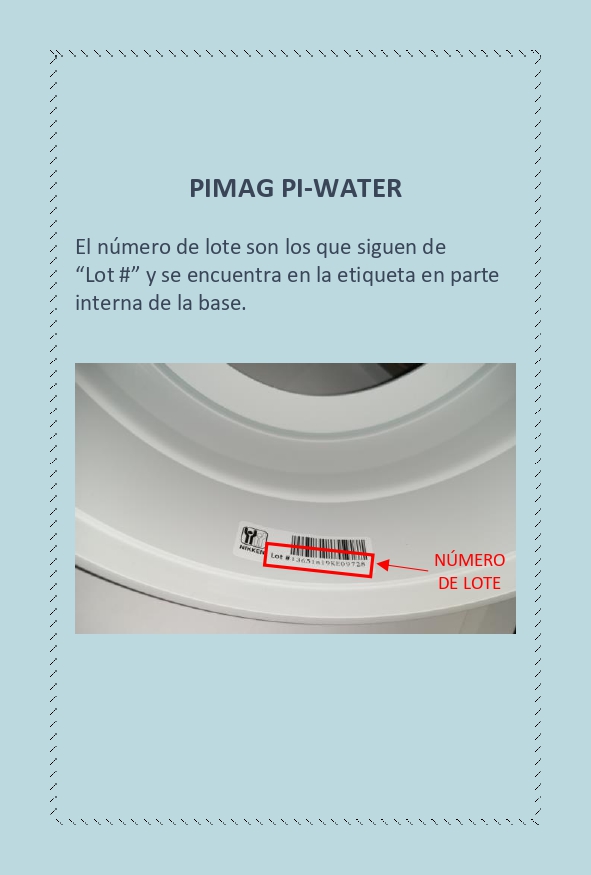 PIMAG PI-WATER
El número de lote son los que siguen de
“Lot #” y se encuentra en la etiqueta en parte
interna de la base.
NIKKEN
Lot #
NÚMERO
DE LOTE